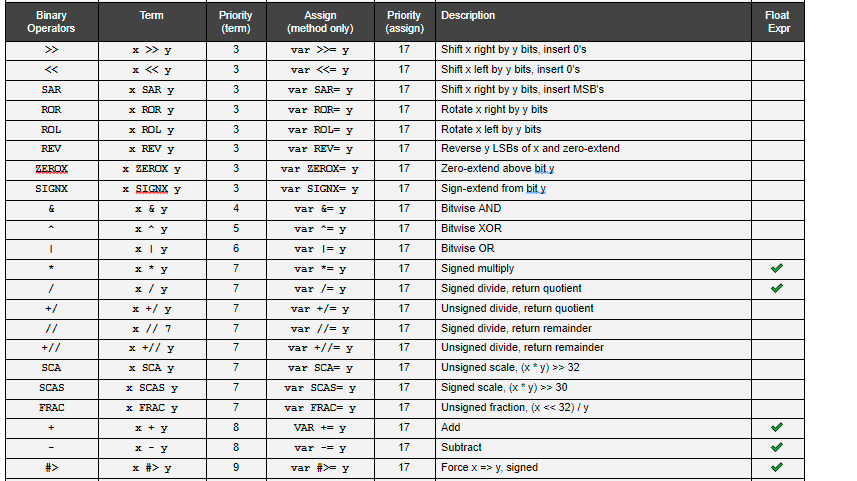 Binary Operators Term Priority (term) Assign (method only) Priority (assign) Description Float Expr
>> x >> y 3 var >>= y 17 Shift x right by y bits, insert 0's
<< x << y 3 var <<= y 17 Shift x left by y bits, insert 0's
SAR x SAR y 3 var SAR= y 17 Shift x right by y bits, insert MSB's
ROR x ROR y 3 var ROR= y 17 Rotate x right by y bits
ROL x ROL y 3 var ROL= y 17 Rotate x left by y bits
REV x REV y 3 var REV= y 17 Reverse y LSBs of x and zero-extend
ZEROX x ZEROX y 3 var ZEROX= y 17 Zero-extend above bit y
SIGNX x SIGNX y 3 var SIGNX= y 17 Sign-extend from bit y
& x & y 4 var &= y 17 Bitwise AND
^ x ^ y 5 var ^= y 17 Bitwise XOR
| x | y 6 var |= y 17 Bitwise OR
* x * y 7 var *= y 17 Signed multiply ✔
/ x / y 7 var /= y 17 Signed divide, return quotient ✔
+/ x +/ y 7 var +/= y 17 Unsigned divide, return quotient
// x // 7 7 var //= y 17 Signed divide, return remainder
+// x +// y 7 var +//= y 17 Unsigned divide, return remainder
SCA x SCA y 7 var SCA= y 17 Unsigned scale, (x * y) >> 32
SCAS x SCAS y 7 var SCAS= y 17 Signed scale, (x * y) >> 30
FRAC x FRAC y 7 var FRAC= y 17 Unsigned fraction, (x << 32) / y
+ x + y 8 VAR += y 17 Add ✔
- x - y 8 var -= y 17 Subtract ✔
#> x #> y 9 var #>= y 17 Force x => y, signed ✔